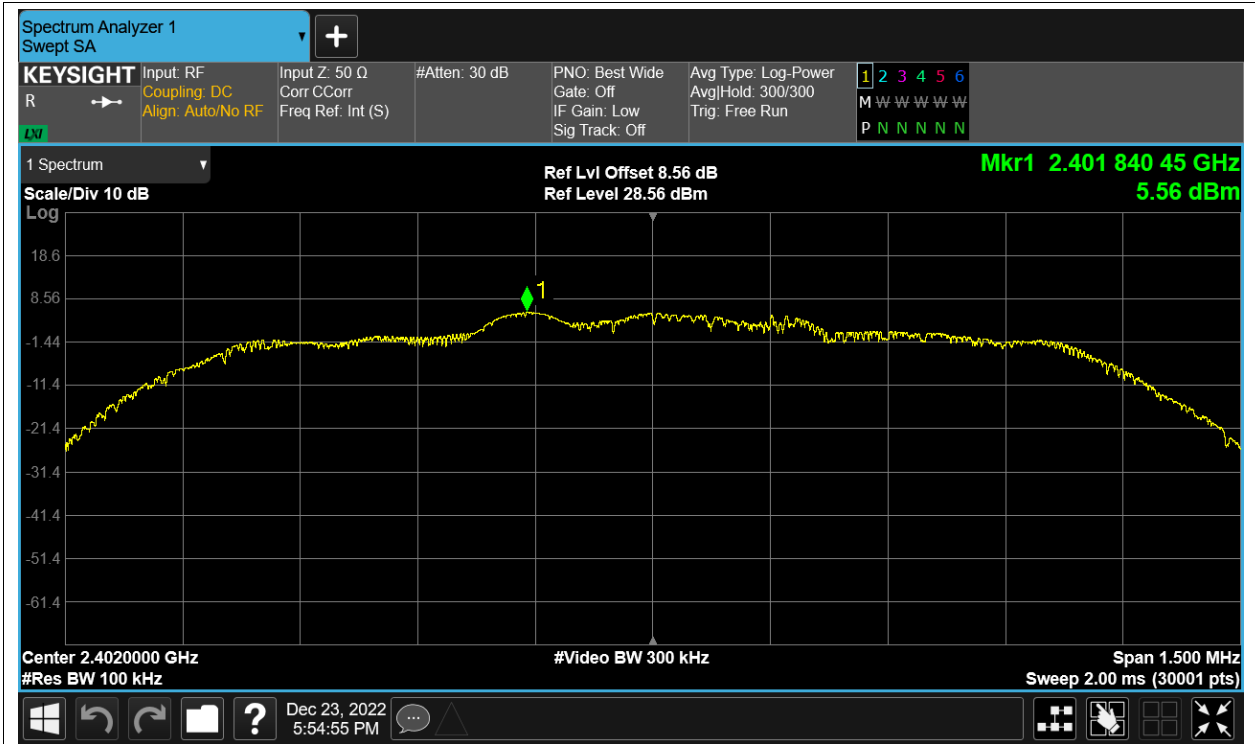 Spectrum Analyzer 1
Swept SA
KEYSIGHT
R
LXI
Input: RF
Coupling: DC
Align: Auto/No RF
Input Z: 50 Ω
Corr CCorr
Freq Ref: Int (S)
#Atten: 30 dB
PNO: Best Wide
Gate: Off
IF Gain: Low
Sig Track: Off
Avg Type: Log-Power
Avg|Hold: 300/300
Trig: Free Run
1 2 3 4 5 6
M W W W W W
P N N N N N
1 Spectrum
Scale/Div 10 dB
Log
Ref Lvl Offset 8.56 dB
Ref Level 28.56 dBm
Mkr1 2.401 840 45 GHz
5.56 dBm
18.6
8.56
1
-1.44
-11.4
-21.4
-31.4
-41.4
-51.4
-61.4
Center 2.4020000 GHz
#Res BW 100 kHz
#Video BW 300 kHz
Span 1.500 MHz
Sweep 2.00 ms (30001 pts)
?
Dec 23, 2022
5:54:55 PM